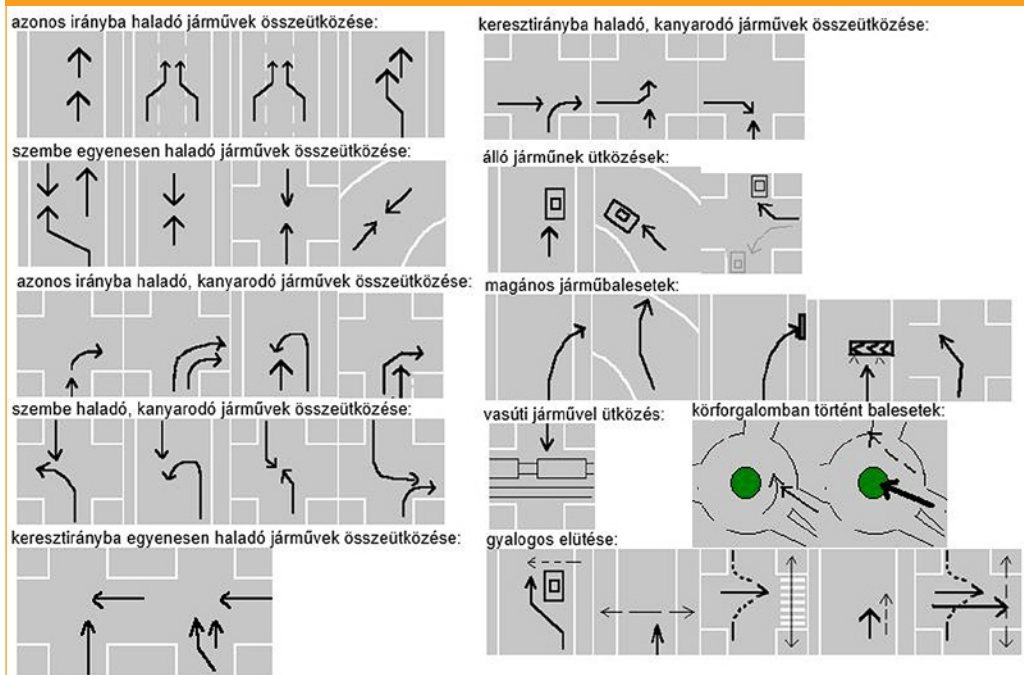 azonos irányba haladó járművek összeütközése:
szembe egyenesen haladó járművek összeütközése:
azonos irányba haladó, kanyarodó járművek összeütközése:
szembe haladó, kanyarodó járművek összeütközése:
keresztirányba egyenesen haladó járművek összeütközése:
keresztirányba haladó, kanyarodó járművek összeütközése:
álló járműnek ütközések:
magános járműbalesetek:
vasúti járművel ütközés:
körforgalomban történt balesetek:
gyalogos elütése: